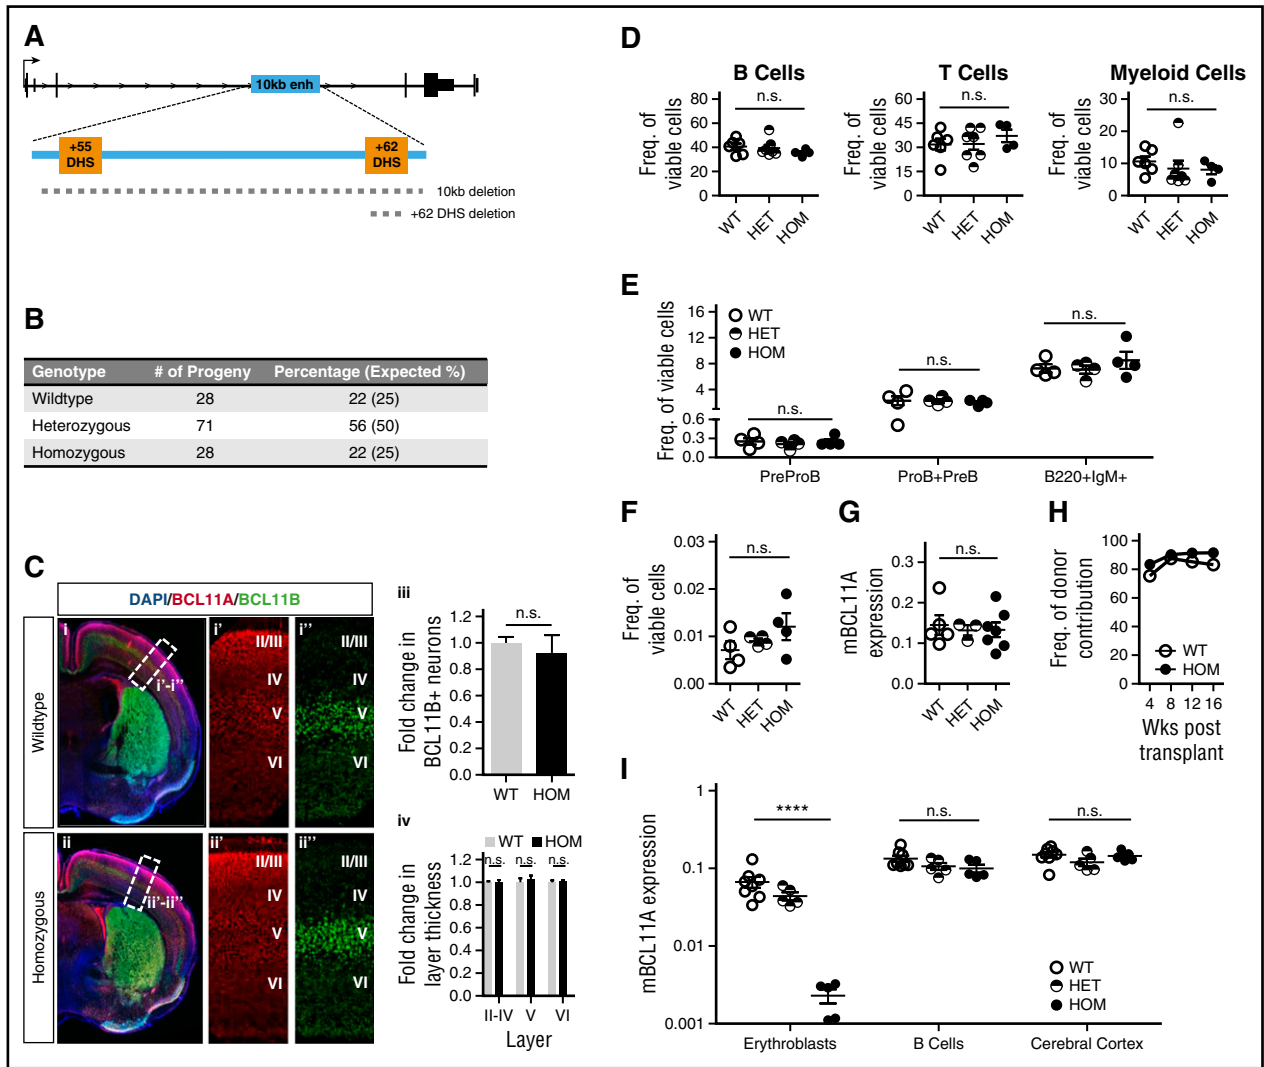 A
10kb enh
+55
DHS
+62
DHS
10kb deletion
+62 DHS deletion
B
Genotype # of Progeny Percentage (Expected %)
Wildtype 28 22 (25)
Heterozygous 71 56 (50)
Homozygous 28 22 (25)
C
DAPI/BCL11A/BCL11B
Wildtype
i
i'-i''
i'
II/III
IV
V
VI
i''
II/III
IV
V
VI
Homozygous
ii
ii'-ii''
ii'
II/III
IV
V
VI
ii''
II/III
IV
V
VI
iii
Fold change in
BCL11B+ neurons
1.2
1.0
0.8
0.6
0.4
0.2
0.0
n.s.
WT HOM
iv
WT HOM
Fold change in
layer thickness
1.2
1.0
0.8
0.6
0.4
0.2
0.0
n.s. n.s. n.s.
II-IV V VI
Layer
D
B Cells
Freq. of
viable cells
80
60
40
20
0
n.s.
WT HET HOM
T Cells
Freq. of
viable cells
60
45
30
15
0
n.s.
WT HET HOM
Myeloid Cells
Freq. of
viable cells
30
20
10
0
n.s.
WT HET HOM
E
Freq. of viable cells
16
12
8
4
0.6
0.3
0.0
WT
HET
HOM
n.s.
n.s.
n.s.
PreProB ProB+PreB B220+IgM+
F
Freq. of
viable cells
0.03
0.02
0.01
0.00
n.s.
WT HET HOM
G
mBCL11A
expression
0.3
0.2
0.1
0.0
n.s.
WT HET HOM
H
Freq. of donor
contribution
100
80
60
40
20
0
WT
HOM
4 8 12 16
Wks post
transplant
I
mBCL11A expression
1
0.1
0.01
0.001
****
n.s.
n.s.
WT
HET
HOM
Erythroblasts B Cells Cerebral Cortex